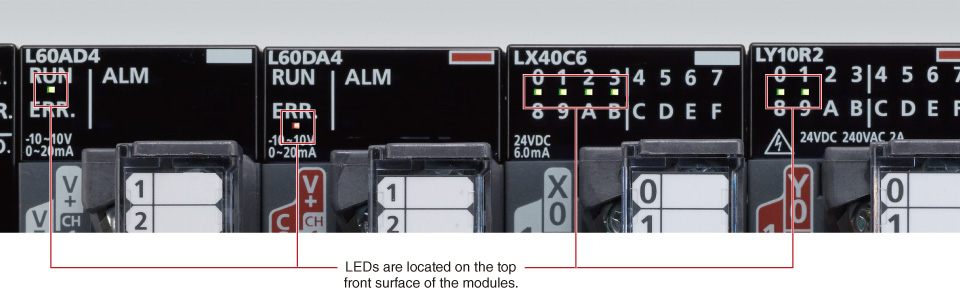 L60AD4
RUN ALM
ERR.
-10~10V
0~20mA
V
+
CH
1
2
L60DA4
RUN ALM
ERR.
-10~10V
0~20mA
V
+
C CH
1
2
LX40C6
0 1 2 3 4 5 6 7
8 9 A B C D E F
24VDC
6.0mA
X
0
0
1
LY10R2
0 1 2 3 4 5 6 7
8 9 A B C D E F
24VDC 240VAC 2A
Y
0
0
1
LEDs are located on the top
front surface of the modules.